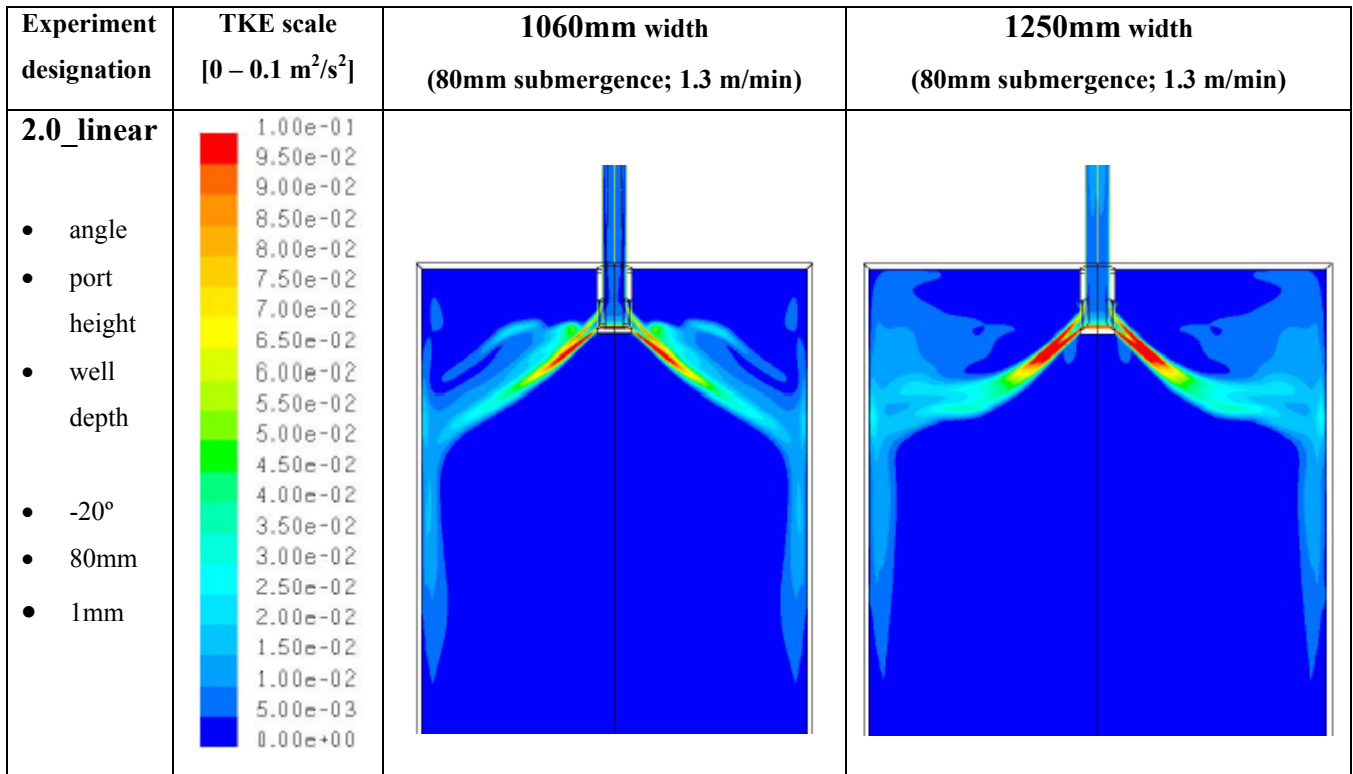 Experiment
designation
TKE scale
[0 – 0.1 m²/s²]
1060mm width
(80mm submergence; 1.3 m/min)
1250mm width
(80mm submergence; 1.3 m/min)
2.0_linear
• angle
• port
height
• well
depth
• -20º
• 80mm
• 1mm
1.00e-01
9.50e-02
9.00e-02
8.50e-02
8.00e-02
7.50e-02
7.00e-02
6.50e-02
6.00e-02
5.50e-02
5.00e-02
4.50e-02
4.00e-02
3.50e-02
3.00e-02
2.50e-02
2.00e-02
1.50e-02
1.00e-02
5.00e-03
0.00e+00